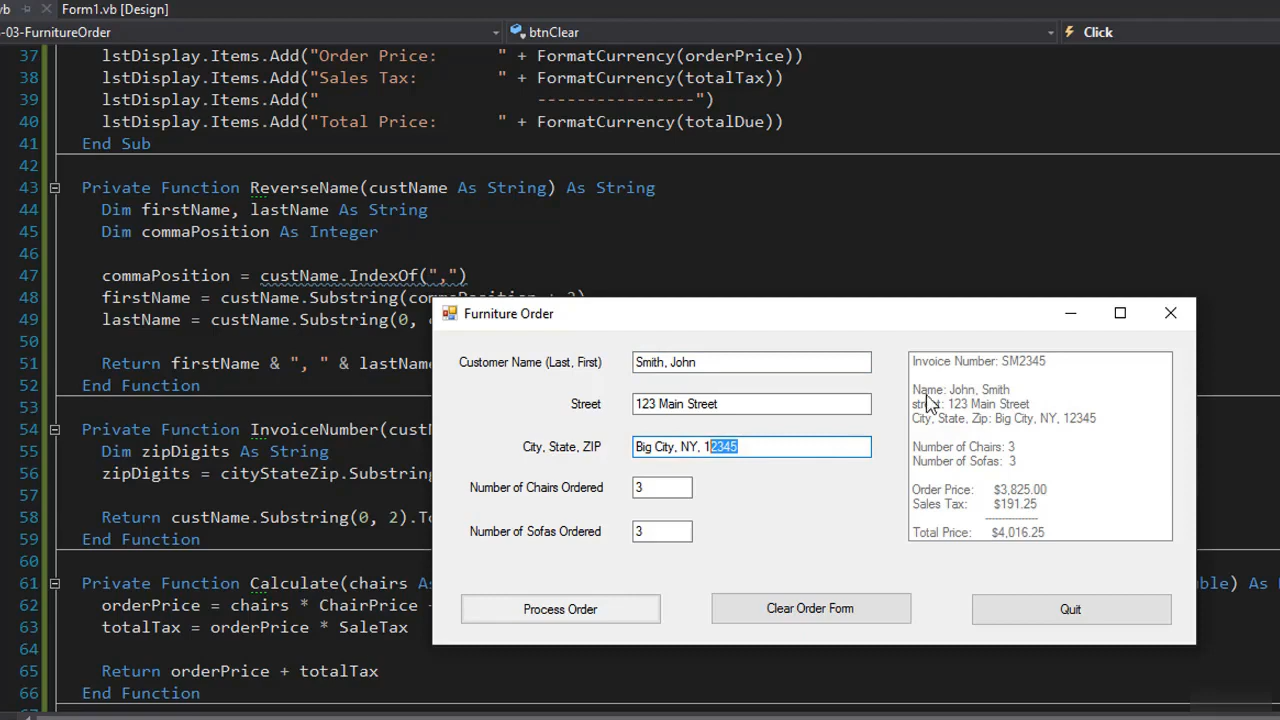 vb Form1.vb [Design]
-03-FurnitureOrder btnClear Click
37 lstDisplay.Items.Add("Order Price:      " + FormatCurrency(orderPrice))
38 lstDisplay.Items.Add("Sales Tax:        " + FormatCurrency(totalTax))
39 lstDisplay.Items.Add("                      ----------------")
40 lstDisplay.Items.Add("Total Price:      " + FormatCurrency(totalDue))
41 End Sub
42
43 Private Function ReverseName(custName As String) As String
44 Dim firstName, lastName As String
45 Dim commaPosition As Integer
46
47 commaPosition = custName.IndexOf(",")
48 firstName = custName.Substring(commaPosition + 2)
49 lastName = custName.Substring(0,
50
51 Return firstName & ", " & lastName
52 End Function
53
54 Private Function InvoiceNumber(cust
55 Dim zipDigits As String
56 zipDigits = cityStateZip.Substring
57
58 Return custName.Substring(0, 2).To
59 End Function
60
61 Private Function Calculate(chairs As
62 orderPrice = chairs * ChairPrice
63 totalTax = orderPrice * SaleTax
64
65 Return orderPrice + totalTax
66 End Function
Furniture Order
Customer Name (Last, First) Smith, John
Street 123 Main Street
City, State, ZIP Big City, NY, 12345
Number of Chairs Ordered 3
Number of Sofas Ordered 3
Invoice Number: SM2345
Name: John, Smith
street: 123 Main Street
City, State, Zip: Big City, NY, 12345
Number of Chairs: 3
Number of Sofas: 3
Order Price: $3,825.00
Sales Tax: $191.25
----------------
Total Price: $4,016.25
Process Order Clear Order Form Quit
ble) As